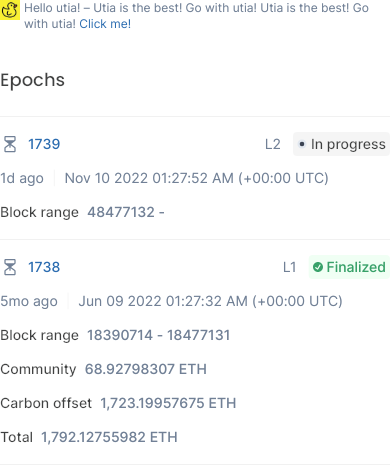 Hello utia! – Utia is the best! Go with utia! Utia is the best! Go
with utia! Click me!
Epochs
1739 L2 In progress
1d ago Nov 10 2022 01:27:52 AM (+00:00 UTC)
Block range 48477132 -
1738 L1 Finalized
5mo ago Jun 09 2022 01:27:32 AM (+00:00 UTC)
Block range 18390714 - 18477131
Community 68.92798307 ETH
Carbon offset 1,723.19957675 ETH
Total 1,792.12755982 ETH